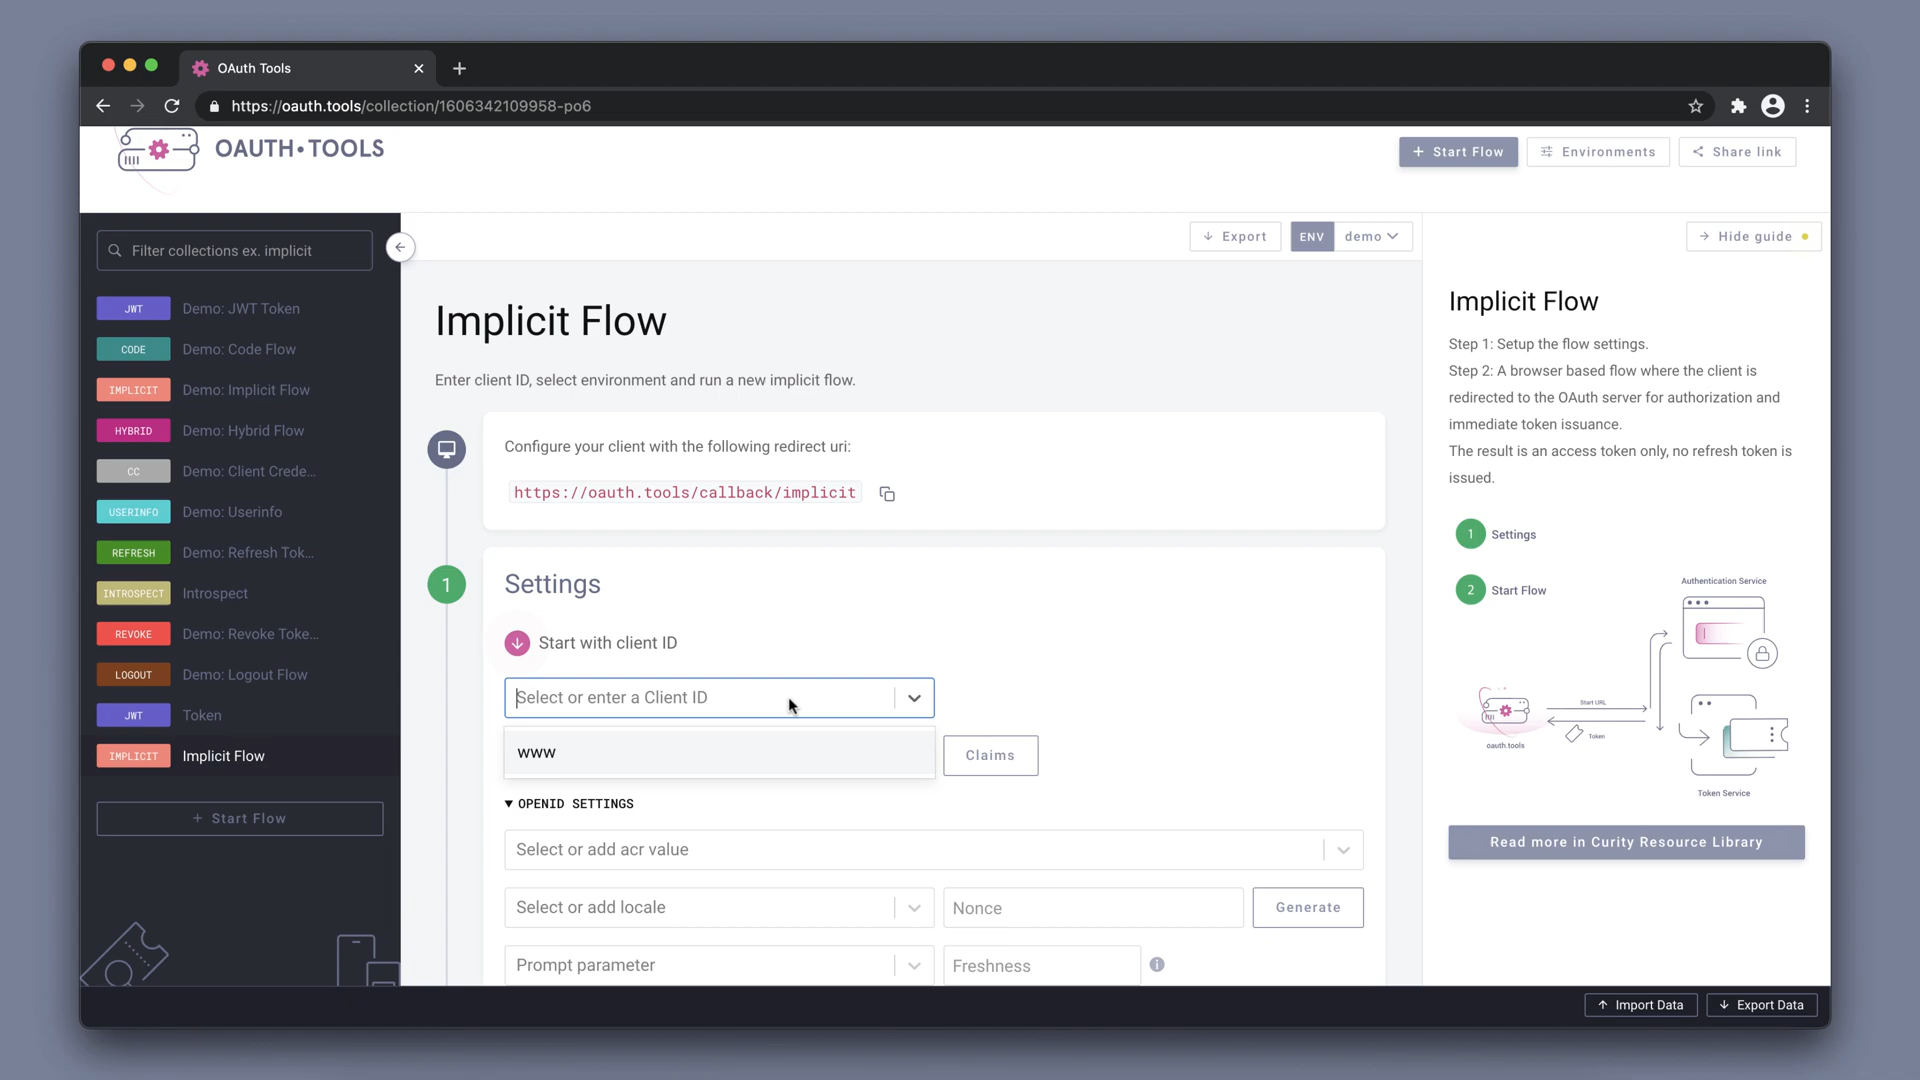 OAuth Tools
https://oauth.tools/collection/1606342109958-po6
OAUTH•TOOLS
+ Start Flow
Environments
Share link
Filter collections ex. implicit
JWT Demo: JWT Token
CODE Demo: Code Flow
IMPLICIT Demo: Implicit Flow
HYBRID Demo: Hybrid Flow
CC Demo: Client Crede...
USERINFO Demo: Userinfo
REFRESH Demo: Refresh Tok...
INTROSPECT Introspect
REVOKE Demo: Revoke Toke...
LOGOUT Demo: Logout Flow
JWT Token
IMPLICIT Implicit Flow
+ Start Flow
Export
ENV demo
Implicit Flow
Enter client ID, select environment and run a new implicit flow.
Configure your client with the following redirect uri:
https://oauth.tools/callback/implicit
1 Settings
Start with client ID
Select or enter a Client ID
www
Claims
OPENID SETTINGS
Select or add acr value
Select or add locale
Nonce
Generate
Prompt parameter
Freshness
Hide guide
Implicit Flow
Step 1: Setup the flow settings.
Step 2: A browser based flow where the client is
redirected to the OAuth server for authorization and
immediate token issuance.
The result is an access token only, no refresh token is
issued.
1 Settings
2 Start Flow
Authentication Service
Start URL
Token
oauth.tools
Token Service
Read more in Curity Resource Library
Import Data
Export Data